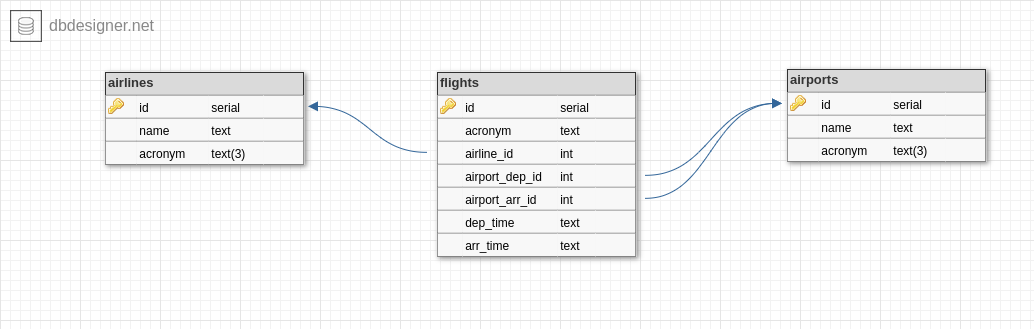 dbdesigner.net
airlines
id serial
name text
acronym text(3)
flights
id serial
acronym text
airline_id int
airport_dep_id int
airport_arr_id int
dep_time text
arr_time text
airports
id serial
name text
acronym text(3)